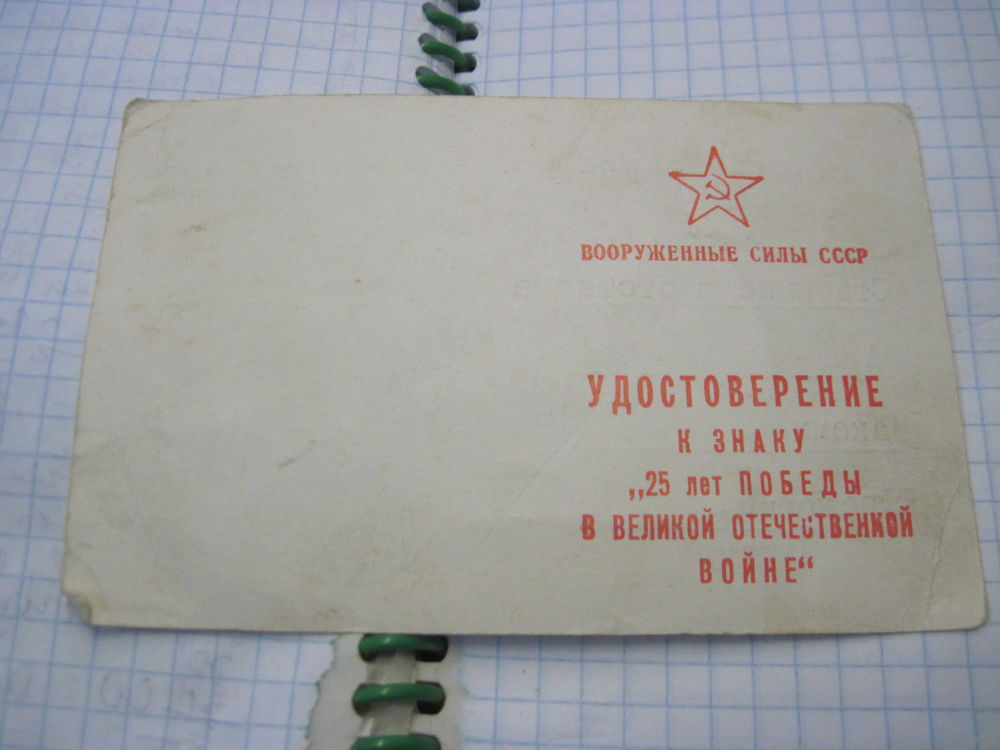 ВООРУЖЕННЫЕ СИЛЫ СССР
УДОСТОВЕРЕНИЕ
К ЗНАКУ
„25 лет ПОБЕДЫ
В ВЕЛИКОЙ ОТЕЧЕСТВЕННОЙ
ВОЙНЕ“